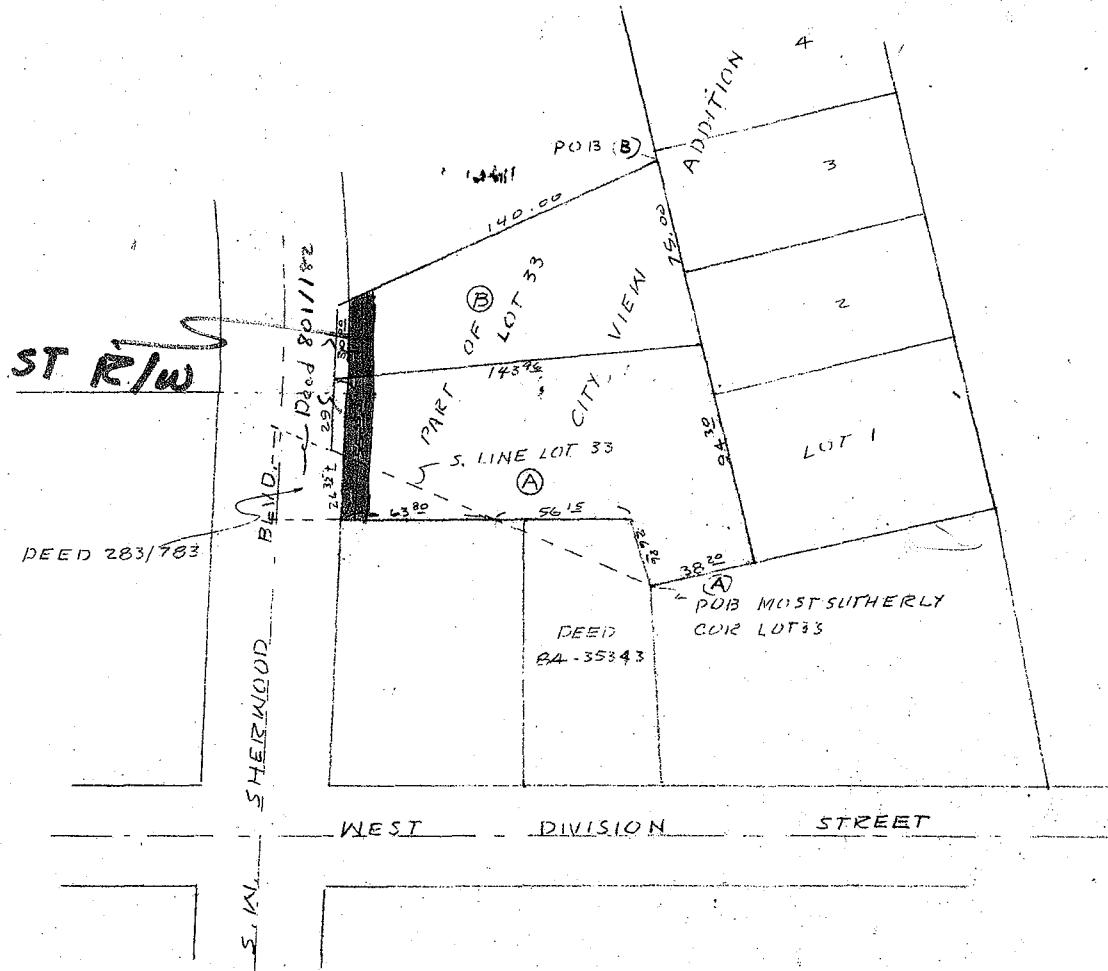 4
ADDITION
POB (B)
3
140.00
75.00
2
B
OF LOT 33
VIEW
Deed 801/182
30.00
ST R/W
143.96
PART
CITY,
S. LINE LOT 33
A
94.30
LOT 1
63.80
56.15
DEED 283/783
BLVD.
38.20
(A)
POB MOST SUTHERLY
COR LOT 33
DEED
84-35343
S.W. SHERWOOD
WEST DIVISION STREET